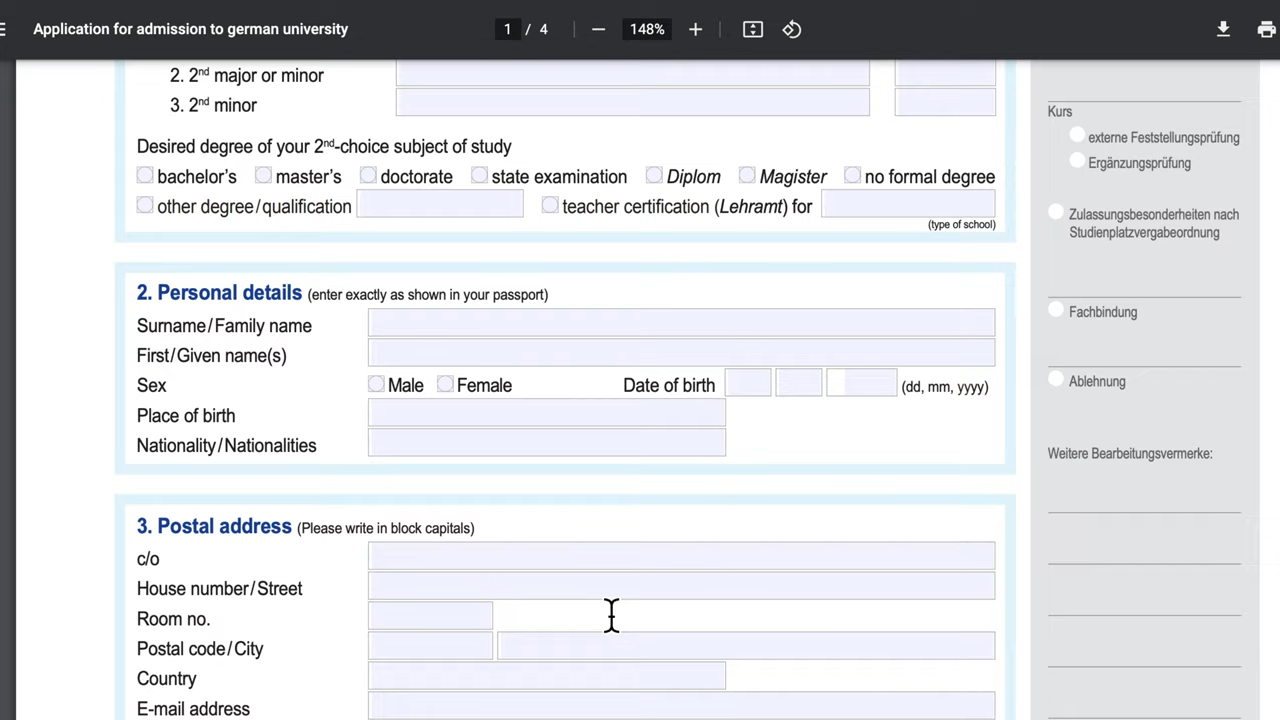 Application for admission to german university
1 / 4
148%
2. 2nd major or minor
3. 2nd minor
Desired degree of your 2nd-choice subject of study
bachelor's master's doctorate state examination Diplom Magister no formal degree
other degree/qualification teacher certification (Lehramt) for
(type of school)
2. Personal details (enter exactly as shown in your passport)
Surname/Family name
First/Given name(s)
Sex Male Female Date of birth (dd, mm, yyyy)
Place of birth
Nationality/Nationalities
3. Postal address (Please write in block capitals)
c/o
House number/Street
Room no.
Postal code/City
Country
E-mail address
Kurs
externe Feststellungsprüfung
Ergänzungsprüfung
Zulassungsbesonderheiten nach
Studienplatzvergabeordnung
Fachbindung
Ablehnung
Weitere Bearbeitungsvermerke: